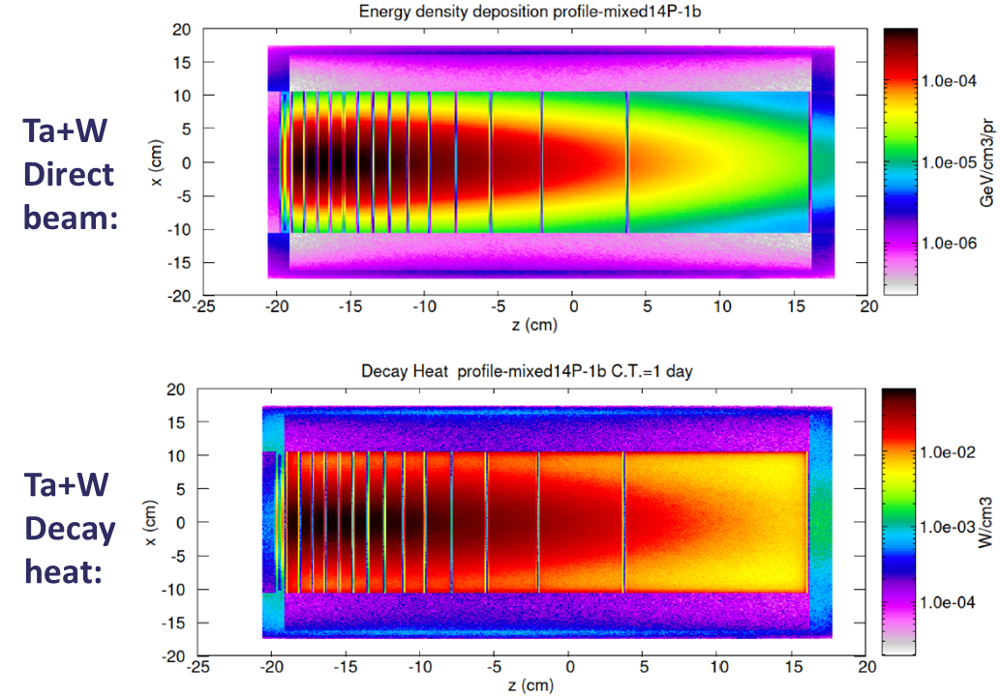 Energy density deposition profile-mixed14P-1b
Ta+W
Direct
beam:
20
15
10
5
0
-5
-10
-15
-20
x (cm)
-25 -20 -15 -10 -5 0 5 10 15 20
z (cm)
1.0e-04
1.0e-05
1.0e-06
GeV/cm3/pr
Decay Heat profile-mixed14P-1b C.T.=1 day
Ta+W
Decay
heat:
20
15
10
5
0
-5
-10
-15
-20
x (cm)
-25 -20 -15 -10 -5 0 5 10 15 20
z (cm)
1.0e-02
1.0e-03
1.0e-04
W/cm3